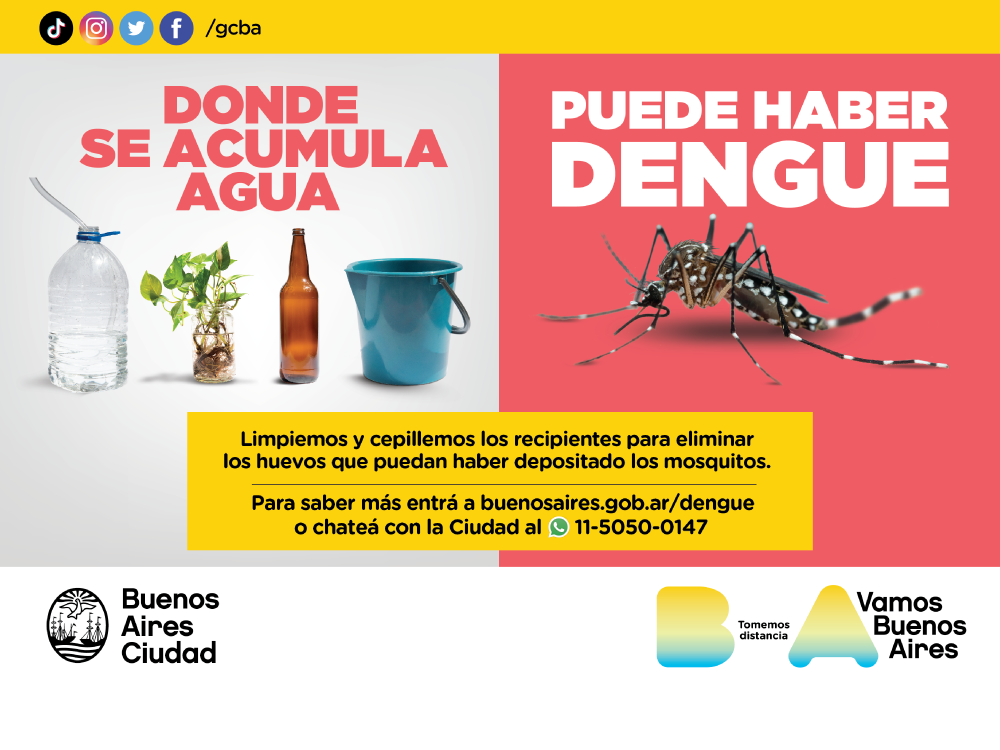 /gcba
DONDE
SE ACUMULA
AGUA
PUEDE HABER
DENGUE
Limpiemos y cepillemos los recipientes para eliminar
los huevos que puedan haber depositado los mosquitos.
Para saber más entrá a buenosaires.gob.ar/dengue
o chateá con la Ciudad al 11-5050-0147
Buenos
Aires
Ciudad
BA
Tomemos
distancia
Vamos
Buenos
Aires